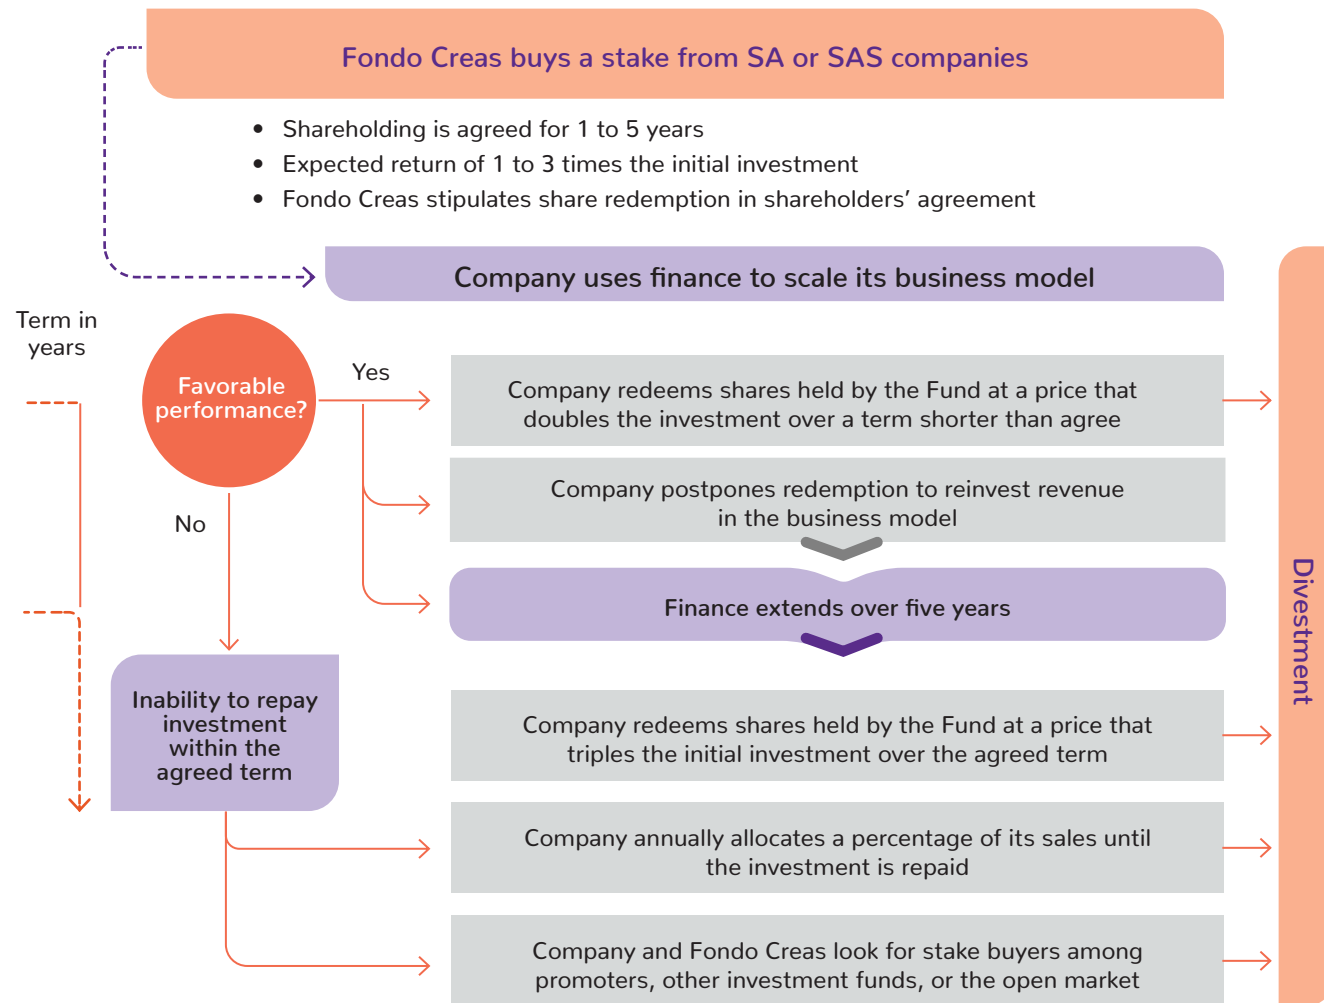 Fondo Creas buys a stake from SA or SAS companies
• Shareholding is agreed for 1 to 5 years
• Expected return of 1 to 3 times the initial investment
• Fondo Creas stipulates share redemption in shareholders’ agreement
Company uses finance to scale its business model
Term in
years
Favorable
performance?
Yes
No
Company redeems shares held by the Fund at a price that
doubles the investment over a term shorter than agree
Company postpones redemption to reinvest revenue
in the business model
Finance extends over five years
Inability to repay
investment
within the
agreed term
Company redeems shares held by the Fund at a price that
triples the initial investment over the agreed term
Company annually allocates a percentage of its sales until
the investment is repaid
Company and Fondo Creas look for stake buyers among
promoters, other investment funds, or the open market
Divestment